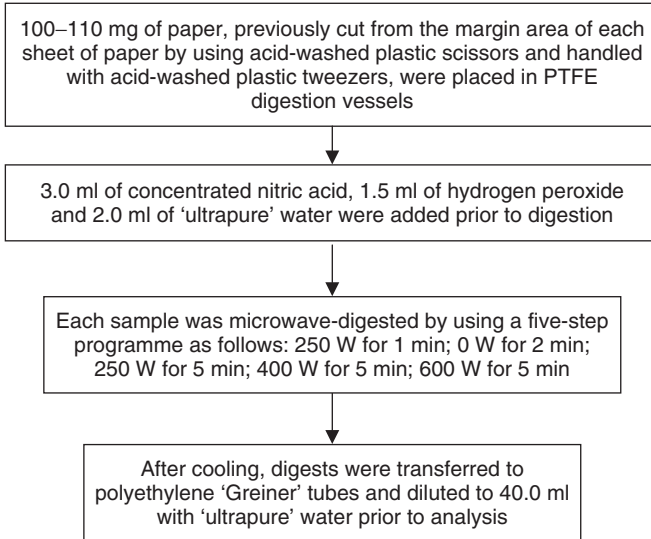 100–110 mg of paper, previously cut from the margin area of each
sheet of paper by using acid-washed plastic scissors and handled
with acid-washed plastic tweezers, were placed in PTFE
digestion vessels
3.0 ml of concentrated nitric acid, 1.5 ml of hydrogen peroxide
and 2.0 ml of ‘ultrapure’ water were added prior to digestion
Each sample was microwave-digested by using a five-step
programme as follows: 250 W for 1 min; 0 W for 2 min;
250 W for 5 min; 400 W for 5 min; 600 W for 5 min
After cooling, digests were transferred to
polyethylene ‘Greiner’ tubes and diluted to 40.0 ml
with ‘ultrapure’ water prior to analysis